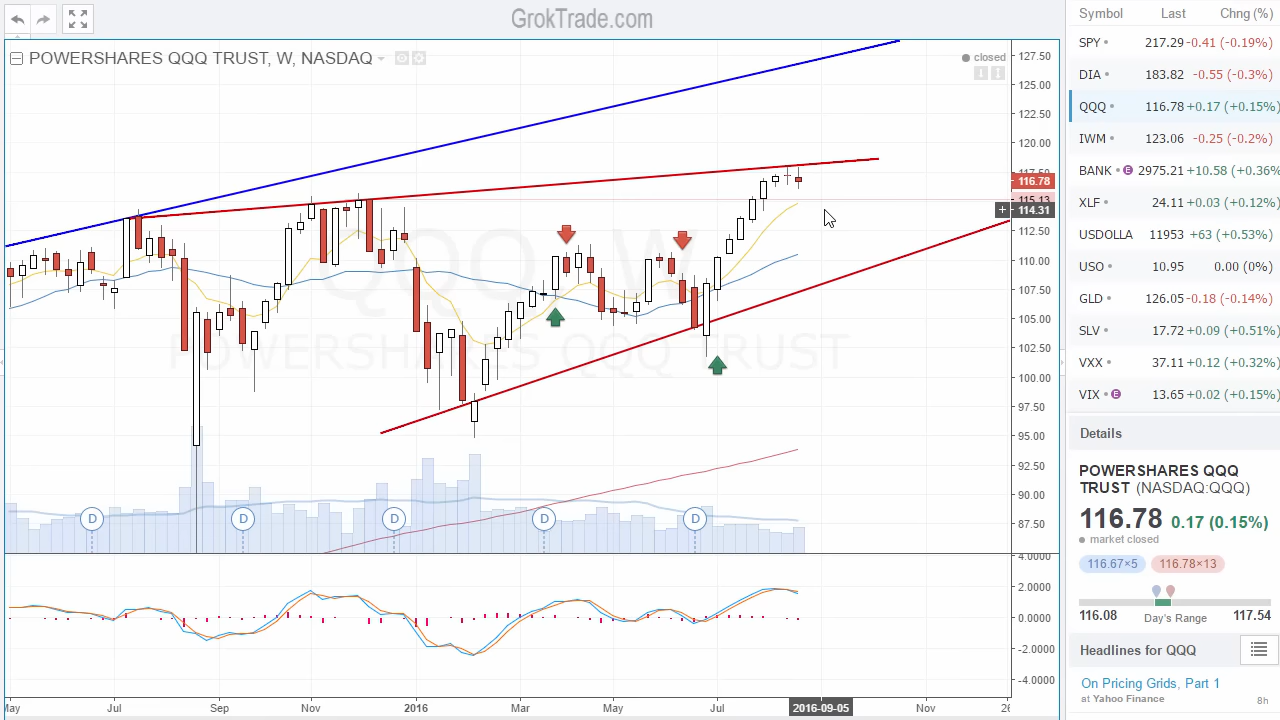 GrokTrade.com
POWERSHARES QQQ TRUST, W, NASDAQ
closed
QQQ, W
POWERSHARES QQQ TRUST
127.50
125.00
122.50
120.00
117.50
116.78
115.13
114.31
112.50
110.00
107.50
105.00
102.50
100.00
97.50
95.00
92.50
90.00
87.50
D D D D D
4.0000
2.0000
0.0000
-2.0000
-4.0000
May Jul Sep Nov 2016 Mar May Jul 2016-09-05 Nov 26
Symbol Last Chng (%)
SPY 217.29 -0.41 (-0.19%)
DIA 183.82 -0.55 (-0.3%)
QQQ 116.78 +0.17 (+0.15%)
IWM 123.06 -0.25 (-0.2%)
BANK E 2975.21 +10.58 (+0.36%
XLF 24.11 +0.03 (+0.12%)
USDOLLA 11953 +63 (+0.53%)
USO 10.95 0.00 (0%)
GLD 126.05 -0.18 (-0.14%)
SLV 17.72 +0.09 (+0.51%)
VXX 37.11 +0.12 (+0.32%)
VIX E 13.65 +0.02 (+0.15%)
Details
POWERSHARES QQQ
TRUST (NASDAQ:QQQ)
116.78 0.17 (0.15%)
market closed
116.67×5 116.78×13
116.08 Day's Range 117.54
Headlines for QQQ
On Pricing Grids, Part 1
at Yahoo Finance 8h